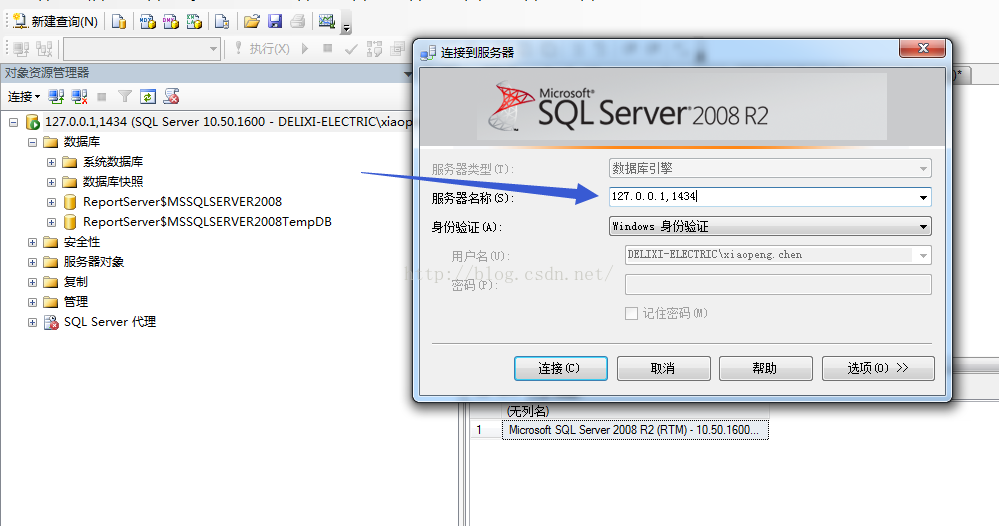 新建查询(N)
执行(X)
对象资源管理器
连接
127.0.0.1,1434 (SQL Server 10.50.1600 - DELIXI-ELECTRIC\xiaope
数据库
系统数据库
数据库快照
ReportServer$MSSQLSERVER2008
ReportServer$MSSQLSERVER2008TempDB
安全性
服务器对象
复制
管理
SQL Server 代理
连接到服务器
Microsoft®
SQL Server® 2008 R2
服务器类型(T):
数据库引擎
服务器名称(S):
127.0.0.1,1434
身份验证(A):
Windows 身份验证
用户名(U):
DELIXI-ELECTRIC\xiaopeng.chen
密码(P):
记住密码(M)
http://blog.csdn.net/
连接(C)
取消
帮助
选项(O) >>
(无列名)
1
Microsoft SQL Server 2008 R2 (RTM) - 10.50.1600...